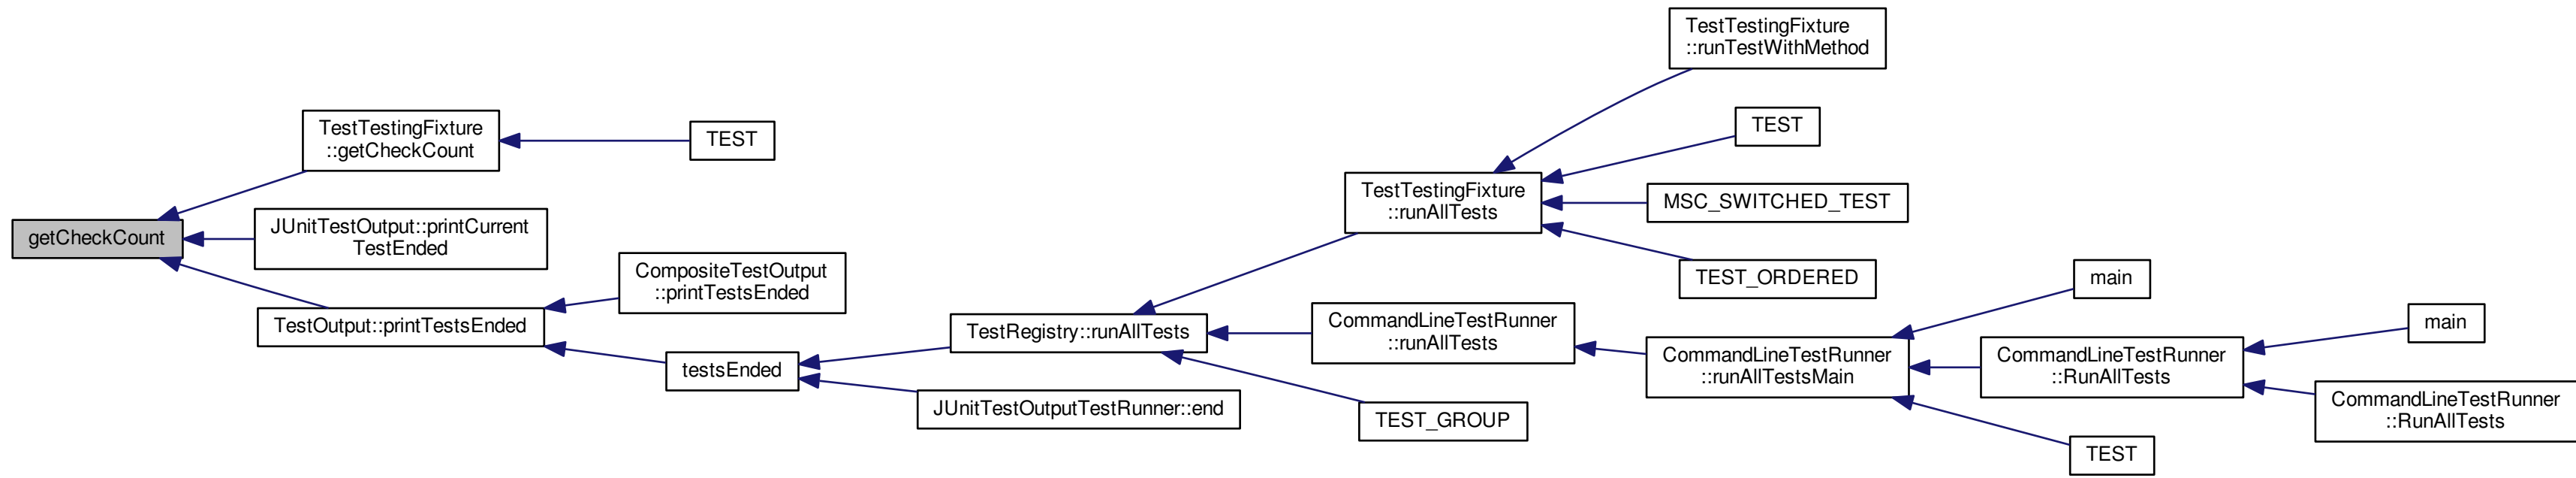 getCheckCount
TestTestingFixture
::getCheckCount
TEST
JUnitTestOutput::printCurrent
TestEnded
TestOutput::printTestsEnded
CompositeTestOutput
::printTestsEnded
testsEnded
TestRegistry::runAllTests
JUnitTestOutputTestRunner::end
TestTestingFixture
::runAllTests
TestTestingFixture
::runTestWithMethod
TEST
MSC_SWITCHED_TEST
TEST_ORDERED
CommandLineTestRunner
::runAllTests
TEST_GROUP
CommandLineTestRunner
::runAllTestsMain
main
CommandLineTestRunner
::RunAllTests
TEST
main
CommandLineTestRunner
::RunAllTests